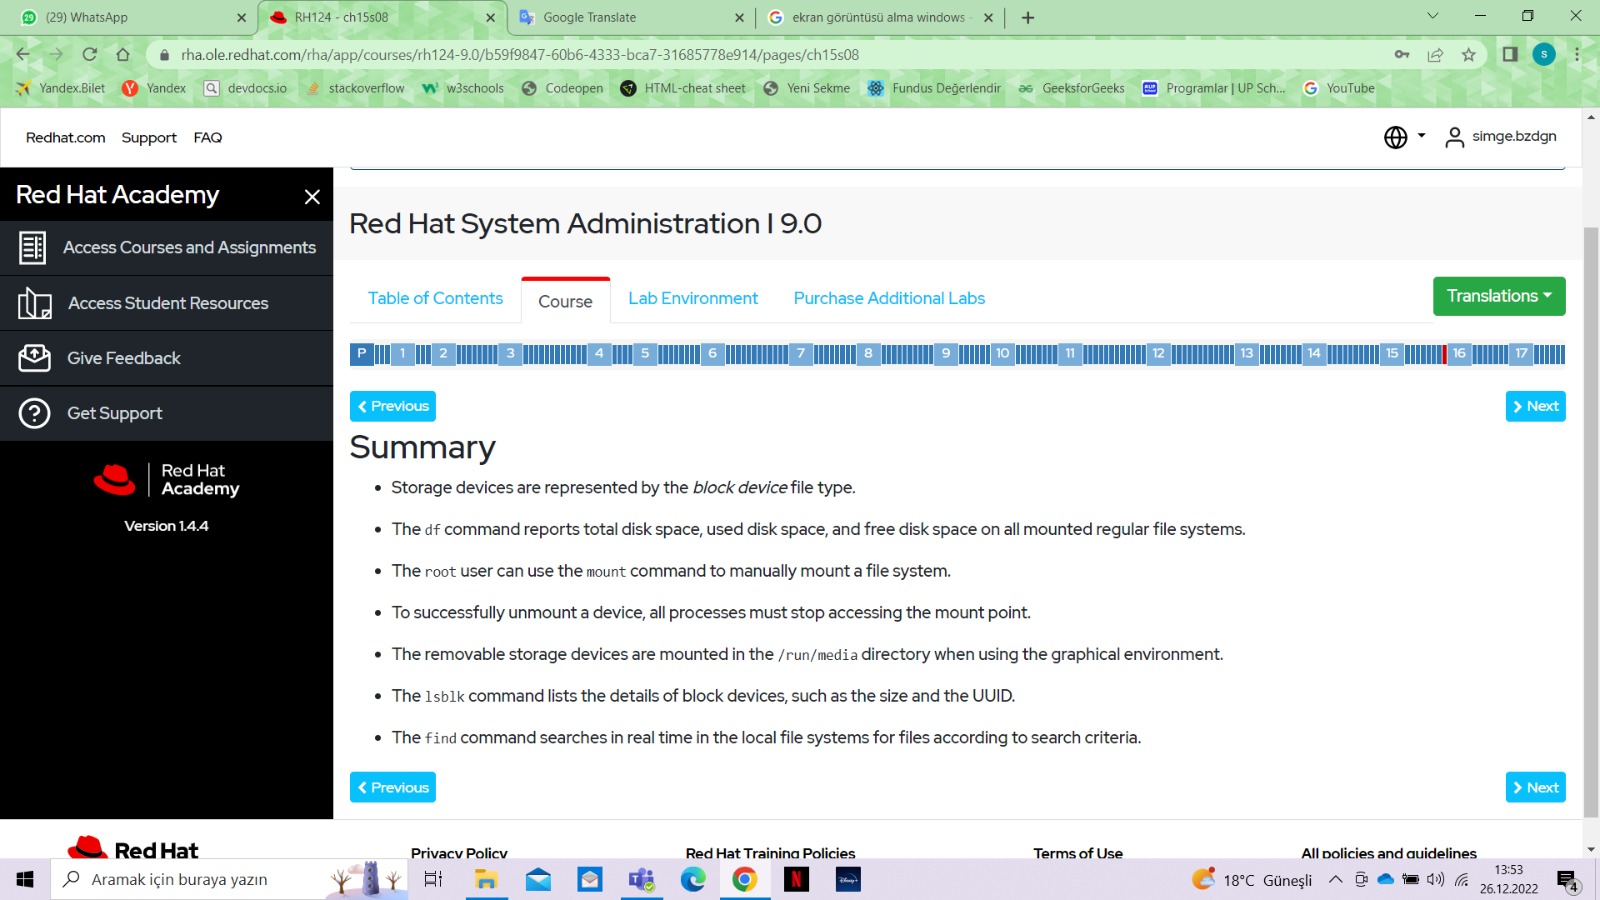 (29) WhatsApp
RH124 - ch15s08
Google Translate
ekran görüntüsü alma windows
rha.ole.redhat.com/rha/app/courses/rh124-9.0/b59f9847-60b6-4333-bca7-31685778e914/pages/ch15s08
S
Yandex.Bilet
Yandex
devdocs.io
stackoverflow
w3schools
Codeopen
HTML-cheat sheet
Yeni Sekme
Fundus Değerlendir
GeeksforGeeks
Programlar | UP Sch...
YouTube
Redhat.com Support FAQ
simge.bzdgn
Red Hat Academy
Access Courses and Assignments
Access Student Resources
Give Feedback
Get Support
Red Hat
Academy
Version 1.4.4
Red Hat System Administration I 9.0
Table of Contents
Course
Lab Environment
Purchase Additional Labs
Translations
P 1 2 3 4 5 6 7 8 9 10 11 12 13 14 15 16 17
Previous
Next
Summary
• Storage devices are represented by the block device file type.
• The df command reports total disk space, used disk space, and free disk space on all mounted regular file systems.
• The root user can use the mount command to manually mount a file system.
• To successfully unmount a device, all processes must stop accessing the mount point.
• The removable storage devices are mounted in the /run/media directory when using the graphical environment.
• The lsblk command lists the details of block devices, such as the size and the UUID.
• The find command searches in real time in the local file systems for files according to search criteria.
Previous
Next
Red Hat
Privacy Policy
Red Hat Training Policies
Terms of Use
All policies and guidelines
Aramak için buraya yazın
18°C Güneşli
13:53
26.12.2022
4